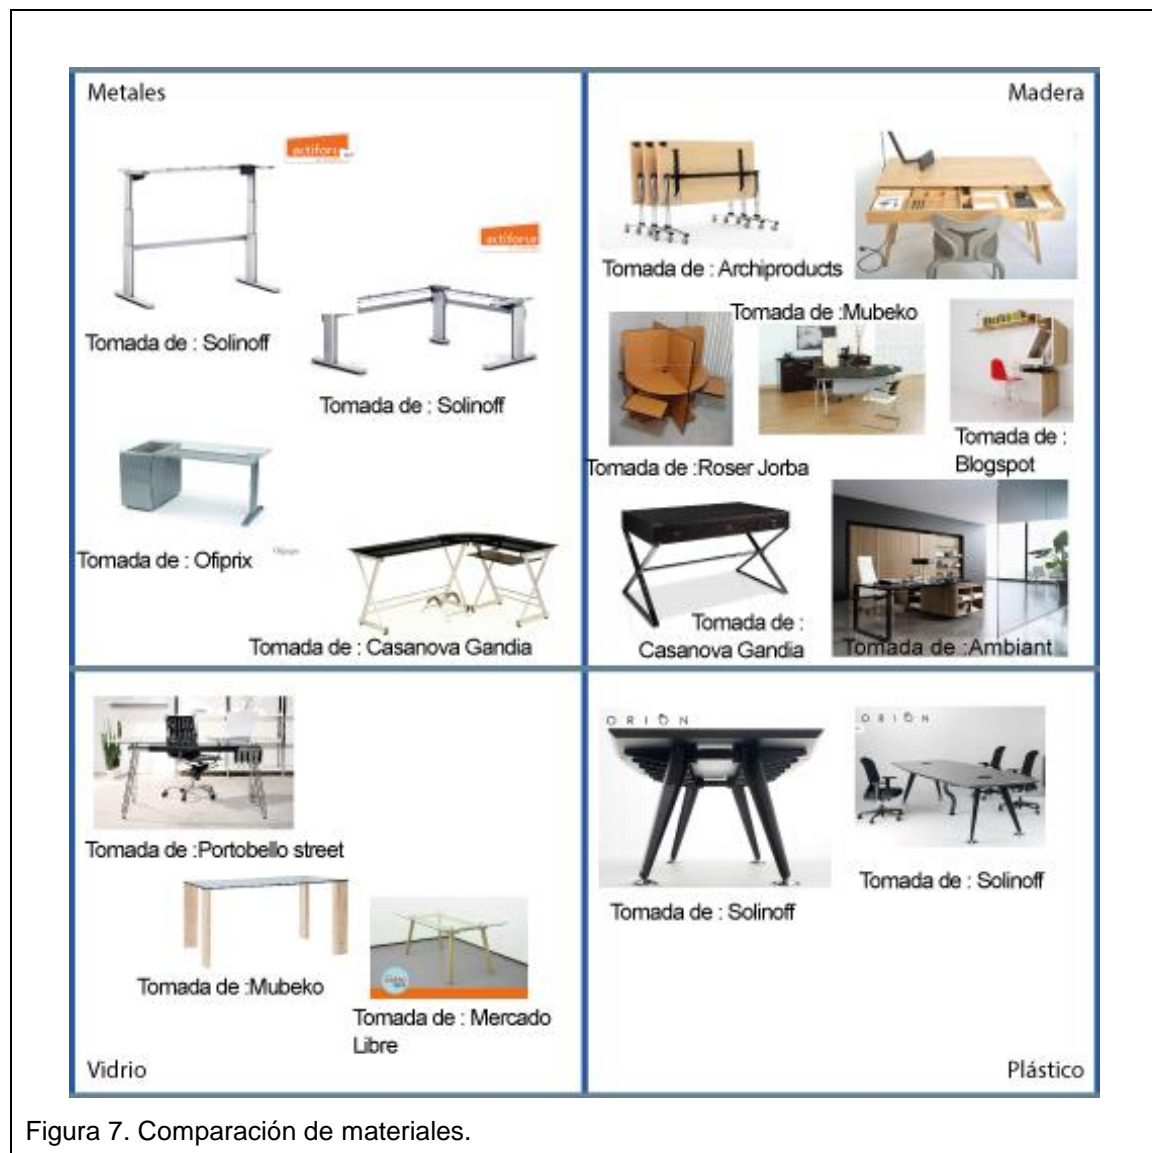 Metales
actiforu
Tomada de : Solinoff
actiforur
Tomada de : Solinoff
Tomada de : Ofiprix
Tomada de : Casanova Gandia
Madera
Tomada de : Archiproducts
Tomada de :Mubeko
Tomada de :Roser Jorba
Tomada de :
Blogspot
Tomada de :
Casanova Gandia
Tomada de :Ambiant
Tomada de :Portobello street
Tomada de :Mubeko
Tomada de : Mercado
Libre
Vidrio
ORION
Tomada de : Solinoff
ORION
Tomada de : Solinoff
Plástico
Figura 7. Comparación de materiales.